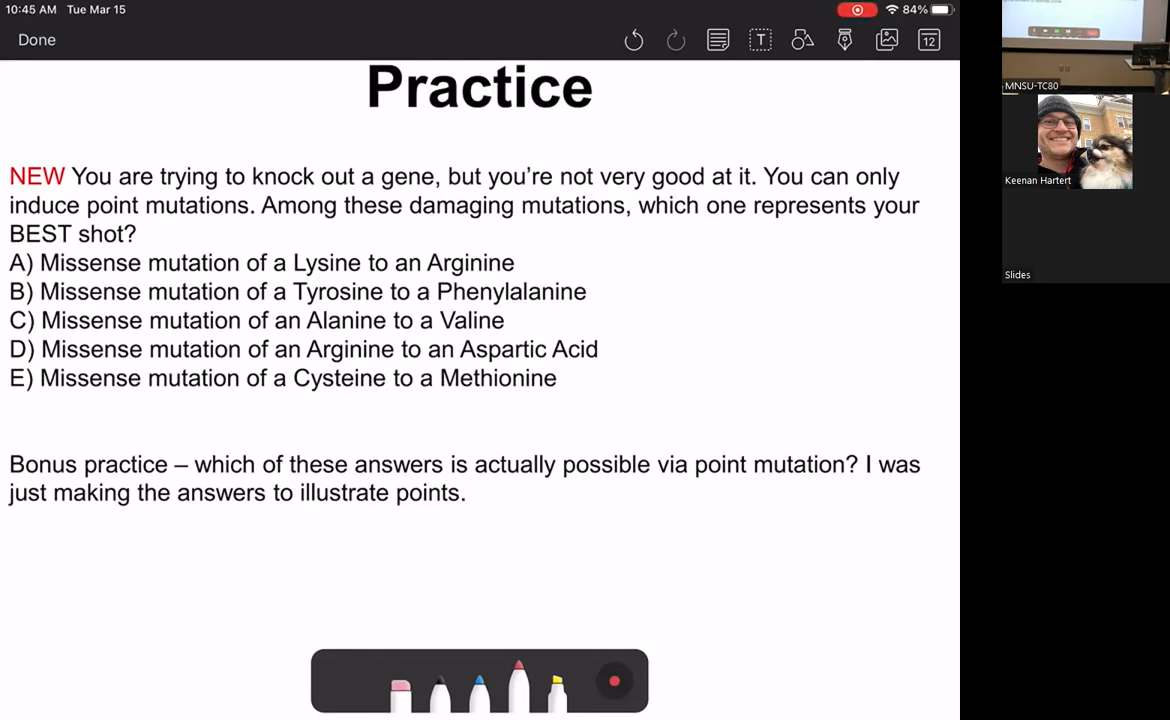 10:45 AM Tue Mar 15
84%
Done
12
Practice
NEW You are trying to knock out a gene, but you're not very good at it. You can only
induce point mutations. Among these damaging mutations, which one represents your
BEST shot?
A) Missense mutation of a Lysine to an Arginine
B) Missense mutation of a Tyrosine to a Phenylalanine
C) Missense mutation of an Alanine to a Valine
D) Missense mutation of an Arginine to an Aspartic Acid
E) Missense mutation of a Cysteine to a Methionine
Bonus practice – which of these answers is actually possible via point mutation? I was
just making the answers to illustrate points.
MNSU-TC80
Keenan Hartert
Slides